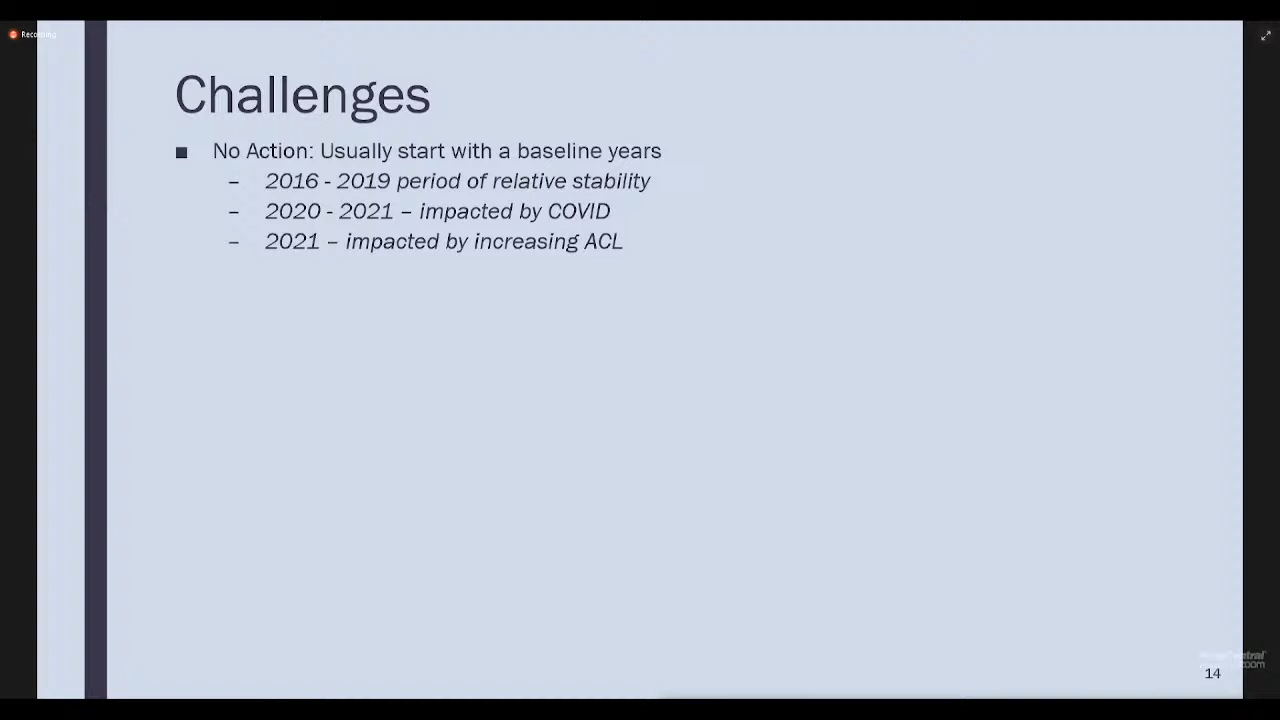 Recording
Challenges
■ No Action: Usually start with a baseline years
– 2016 - 2019 period of relative stability
– 2020 - 2021 – impacted by COVID
– 2021 – impacted by increasing ACL
14